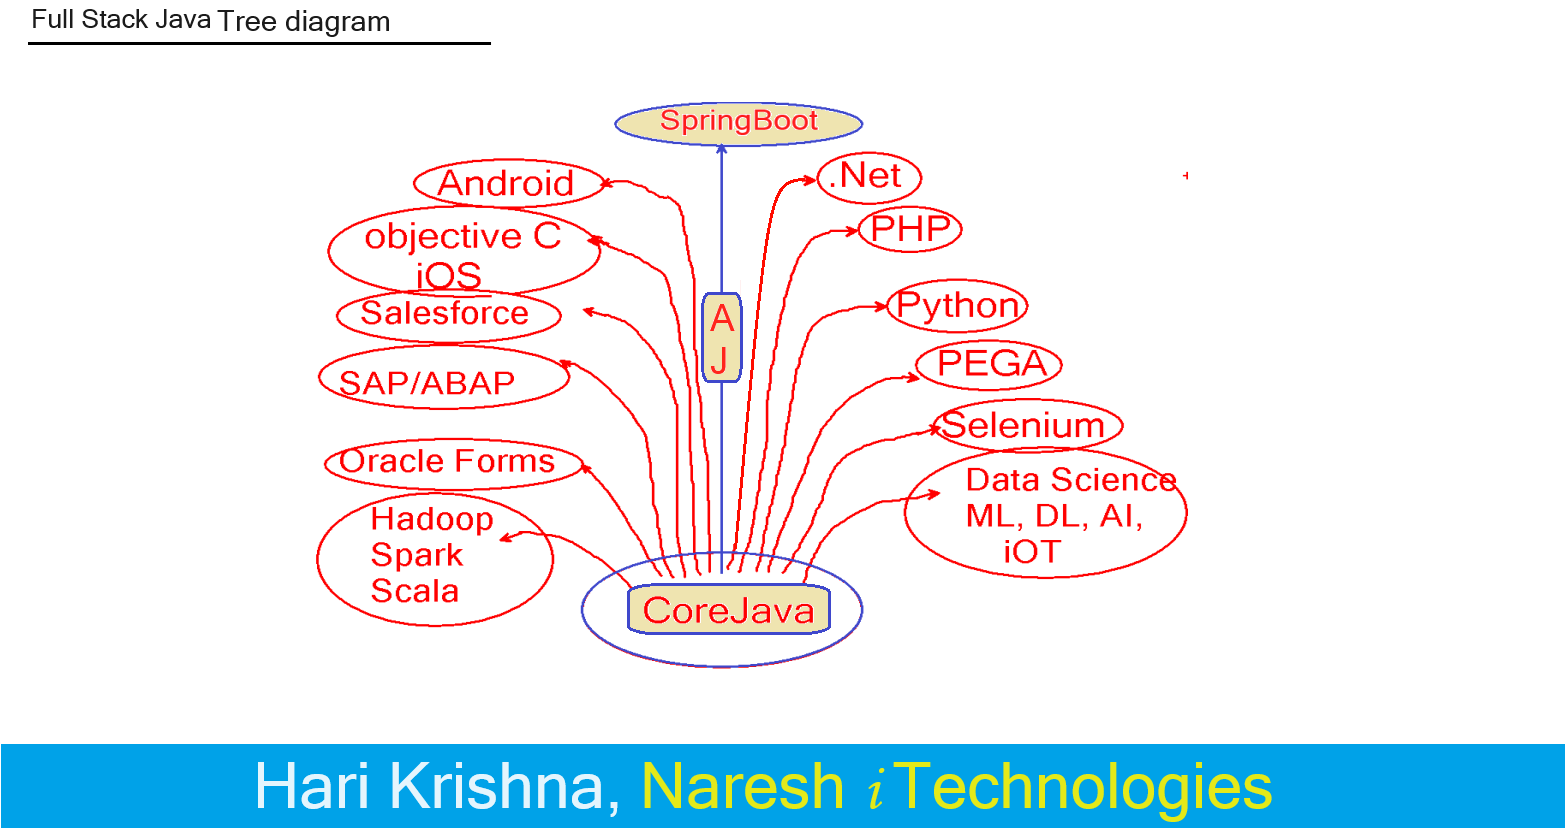 Full Stack Java Tree diagram
SpringBoot
Android
objective C
iOS
Salesforce
SAP/ABAP
Oracle Forms
Hadoop
Spark
Scala
A
J
.Net
PHP
Python
PEGA
Selenium
Data Science
ML, DL, AI,
iOT
CoreJava
Hari Krishna, Naresh i Technologies